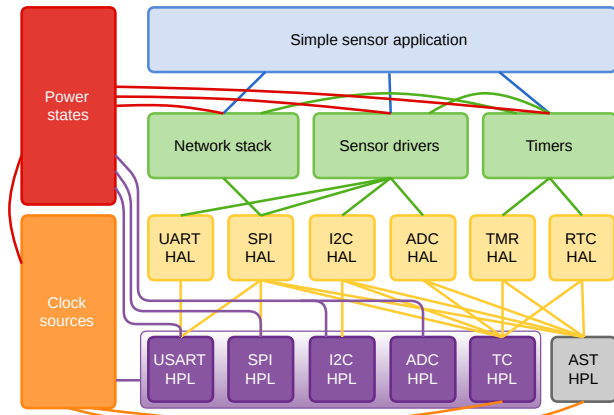 Simple sensor application
Power
states
Network stack
Sensor drivers
Timers
UART
HAL
SPI
HAL
I2C
HAL
ADC
HAL
TMR
HAL
RTC
HAL
Clock
sources
USART
HPL
SPI
HPL
I2C
HPL
ADC
HPL
TC
HPL
AST
HPL